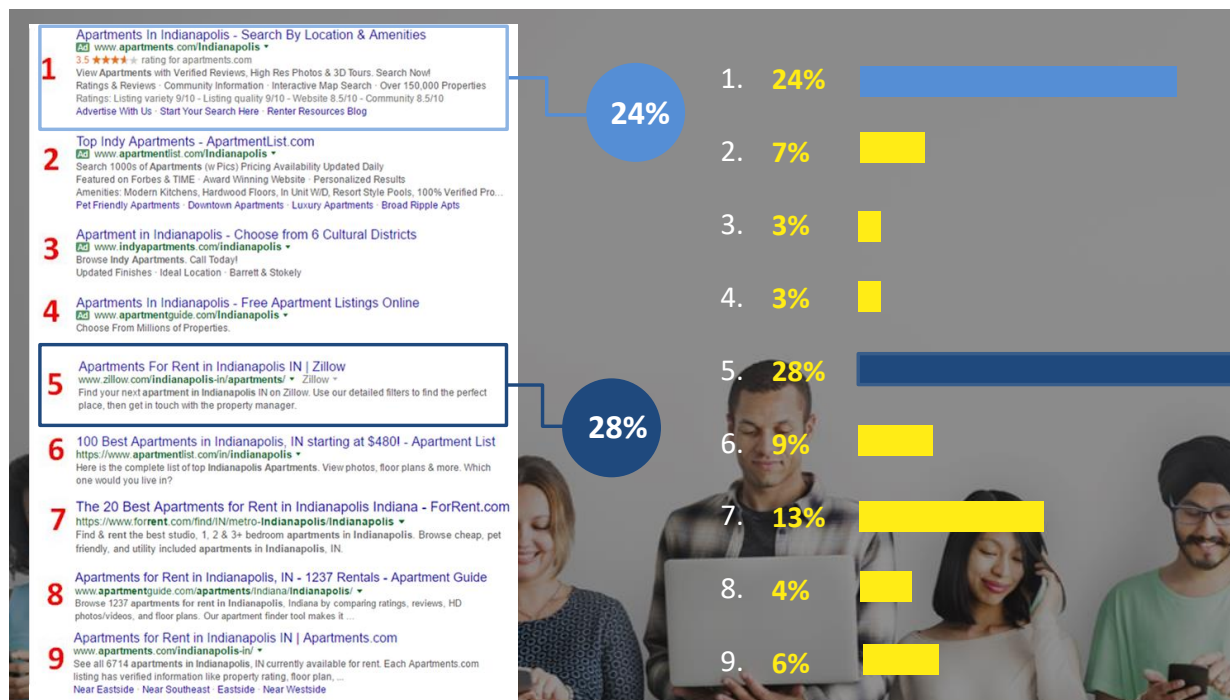 1
Apartments In Indianapolis - Search By Location & Amenities
Ad www.apartments.com/Indianapolis
3.5 ★★★★★ rating for apartments.com
View Apartments with Verified Reviews, High Res Photos & 3D Tours. Search Now!
Ratings & Reviews · Community Information · Interactive Map Search · Over 150,000 Properties
Ratings: Listing variety 9/10 - Listing quality 9/10 - Website 8.5/10 - Community 8.5/10
Advertise With Us · Start Your Search Here · Renter Resources Blog
2
Top Indy Apartments - ApartmentList.com
Ad www.apartmentlist.com/Indianapolis
Search 1000s of Apartments (w Pics) Pricing Availability Updated Daily
Featured on Forbes & TIME · Award Winning Website · Personalized Results
Amenities: Modern Kitchens, Hardwood Floors, In Unit W/D, Resort Style Pools, 100% Verified Pro...
Pet Friendly Apartments · Downtown Apartments · Luxury Apartments · Broad Ripple Apts
3
Apartment in Indianapolis - Choose from 6 Cultural Districts
Ad www.indyapartments.com/indianapolis
Browse Indy Apartments. Call Today!
Updated Finishes · Ideal Location · Barrett & Stokely
4
Apartments In Indianapolis - Free Apartment Listings Online
Ad www.apartmentguide.com/Indianapolis
Choose From Millions of Properties.
5
Apartments For Rent in Indianapolis IN | Zillow
www.zillow.com/indianapolis-in/apartments/ Zillow
Find your next apartment in Indianapolis IN on Zillow. Use our detailed filters to find the perfect
place, then get in touch with the property manager.
6
100 Best Apartments in Indianapolis, IN starting at $480! - Apartment List
https://www.apartmentlist.com/in/indianapolis
Here is the complete list of top Indianapolis Apartments. View photos, floor plans & more. Which
one would you live in?
7
The 20 Best Apartments for Rent in Indianapolis Indiana - ForRent.com
https://www.forrent.com/find/IN/metro-Indianapolis/Indianapolis
Find & rent the best studio, 1, 2 & 3+ bedroom apartments in Indianapolis. Browse cheap, pet
friendly, and utility included apartments in Indianapolis, IN.
8
Apartments for Rent in Indianapolis, IN - 1237 Rentals - Apartment Guide
www.apartmentguide.com/apartments/Indiana/Indianapolis/
Browse 1237 apartments for rent in Indianapolis, Indiana by comparing ratings, reviews, HD
photos/videos, and floor plans. Our apartment finder tool makes it ...
9
Apartments for Rent in Indianapolis IN | Apartments.com
www.apartments.com/indianapolis-in/
See all 6714 apartments in Indianapolis, IN currently available for rent. Each Apartments.com
listing has verified information like property rating, floor plan, ...
Near Eastside · Near Southeast · Eastside · Near Westside
24%
28%
1. 24%
2. 7%
3. 3%
4. 3%
5. 28%
6. 9%
7. 13%
8. 4%
9. 6%